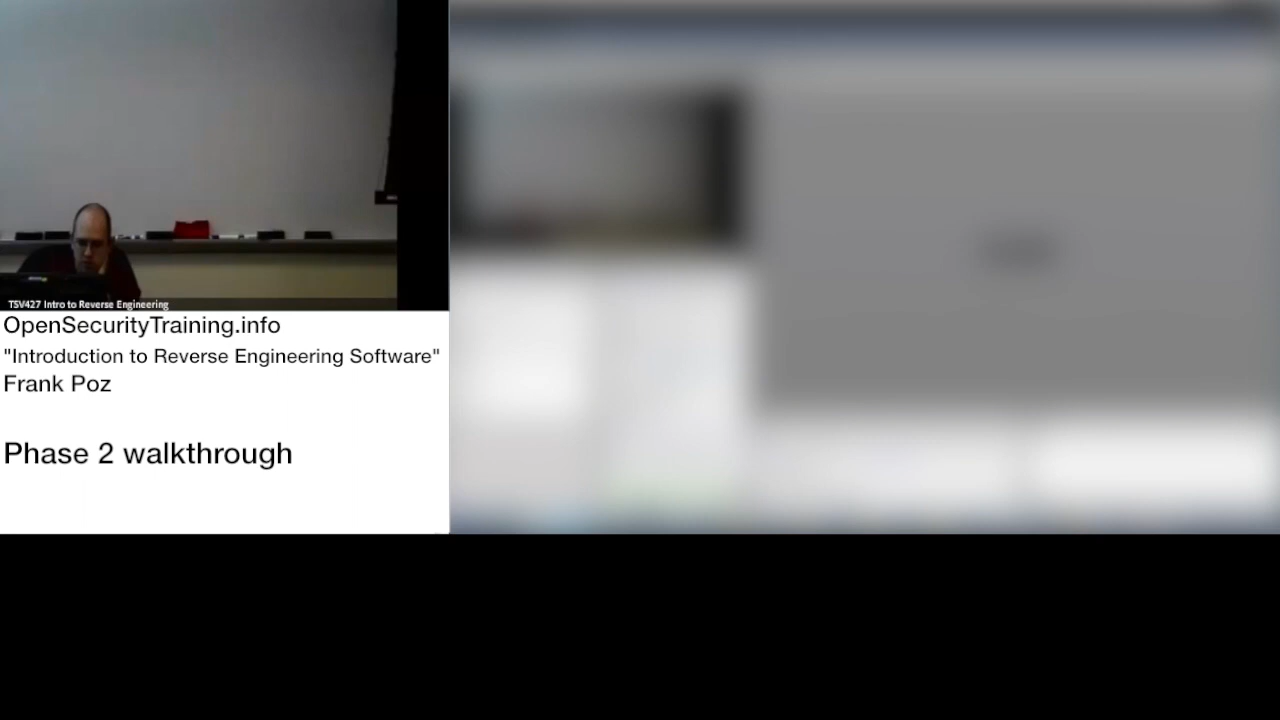 TSV427 Intro to Reverse Engineering
OpenSecurityTraining.info
"Introduction to Reverse Engineering Software"
Frank Poz
Phase 2 walkthrough